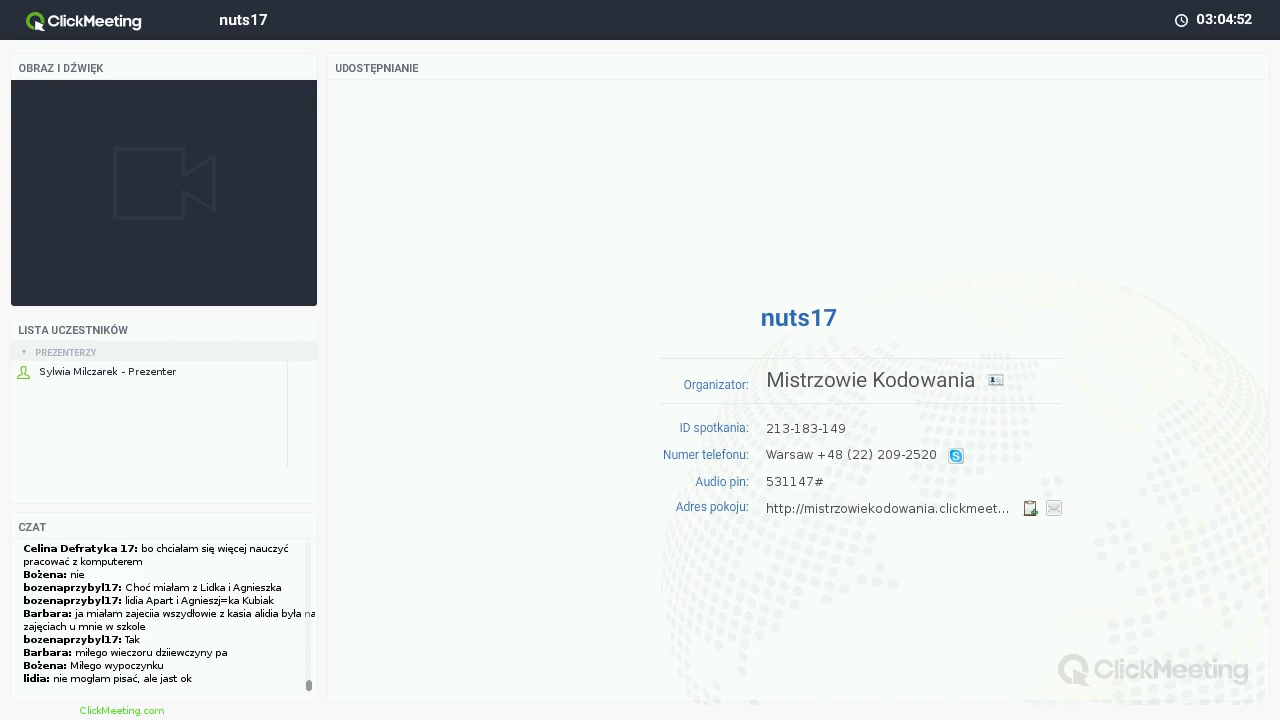 ClickMeeting
nuts17
03:04:52
OBRAZ I DŹWIĘK
LISTA UCZESTNIKÓW
PREZENTERZY
Sylwia Milczarek - Prezenter
CZAT
Celina Defratyka 17: bo chciałam się więcej nauczyć
pracować z komputerem
Bożena: nie
bozenaprzybyl17: Choć miałam z Lidka i Agnieszka
bozenaprzybyl17: lidia Apart i Agnieszj=ka Kubiak
Barbara: ja miałam zajeciia wszydłowie z kasia alidia była na
zajęciach u mnie w szkole
bozenaprzybyl17: Tak
Barbara: miłego wieczoru dziiewczyny pa
Bożena: Miłego wypoczynku
lidia: nie mogłam pisać, ale jast ok
ClickMeeting.com
UDOSTĘPNIANIE
nuts17
Organizator: Mistrzowie Kodowania
ID spotkania: 213-183-149
Numer telefonu: Warsaw +48 (22) 209-2520
Audio pin: 531147#
Adres pokoju: http://mistrzowiekodowania.clickmeet...
ClickMeeting